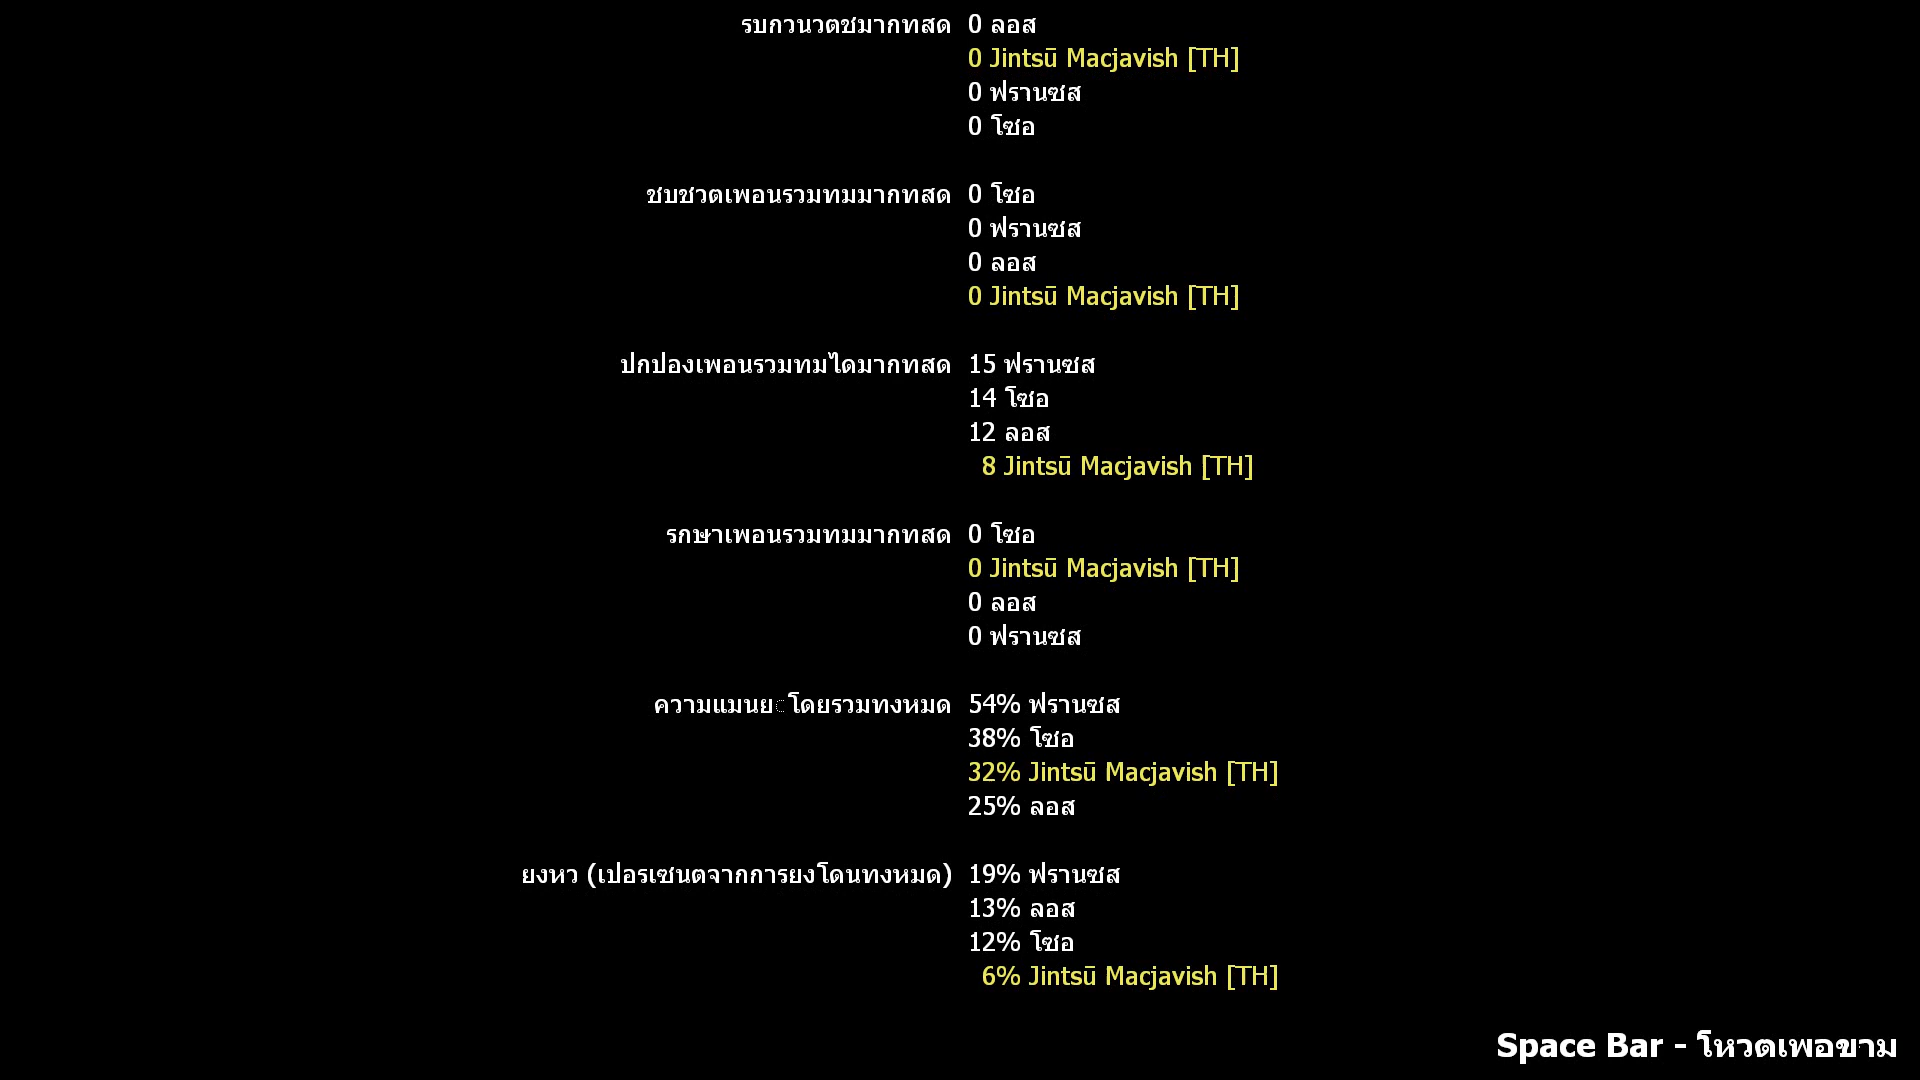 รบกวนวตชมากทสด 0 ลอส
0 Jintsū Macjavish [TH]
0 ฟรานซส
0 โซอ
ชบชวตเพอนรวมทมมากทสด 0 โซอ
0 ฟรานซส
0 ลอส
0 Jintsū Macjavish [TH]
ปกปองเพอนรวมทมไดมากทสด 15 ฟรานซส
14 โซอ
12 ลอส
8 Jintsū Macjavish [TH]
รกษาเพอนรวมทมมากทสด 0 โซอ
0 Jintsū Macjavish [TH]
0 ลอส
0 ฟรานซส
ความแมนยโดยรวมทงหมด 54% ฟรานซส
38% โซอ
32% Jintsū Macjavish [TH]
25% ลอส
ยงหว (เปอรเซนตจากการยงโดนทงหมด) 19% ฟรานซส
13% ลอส
12% โซอ
6% Jintsū Macjavish [TH]
Space Bar - โหวตเพอขาม